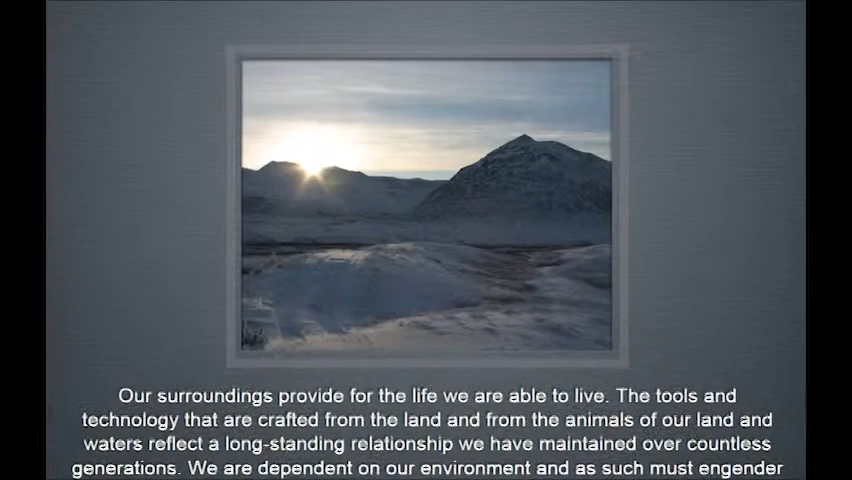 Our surroundings provide for the life we are able to live. The tools and
technology that are crafted from the land and from the animals of our land and
waters reflect a long-standing relationship we have maintained over countless
generations. We are dependent on our environment and as such must engender